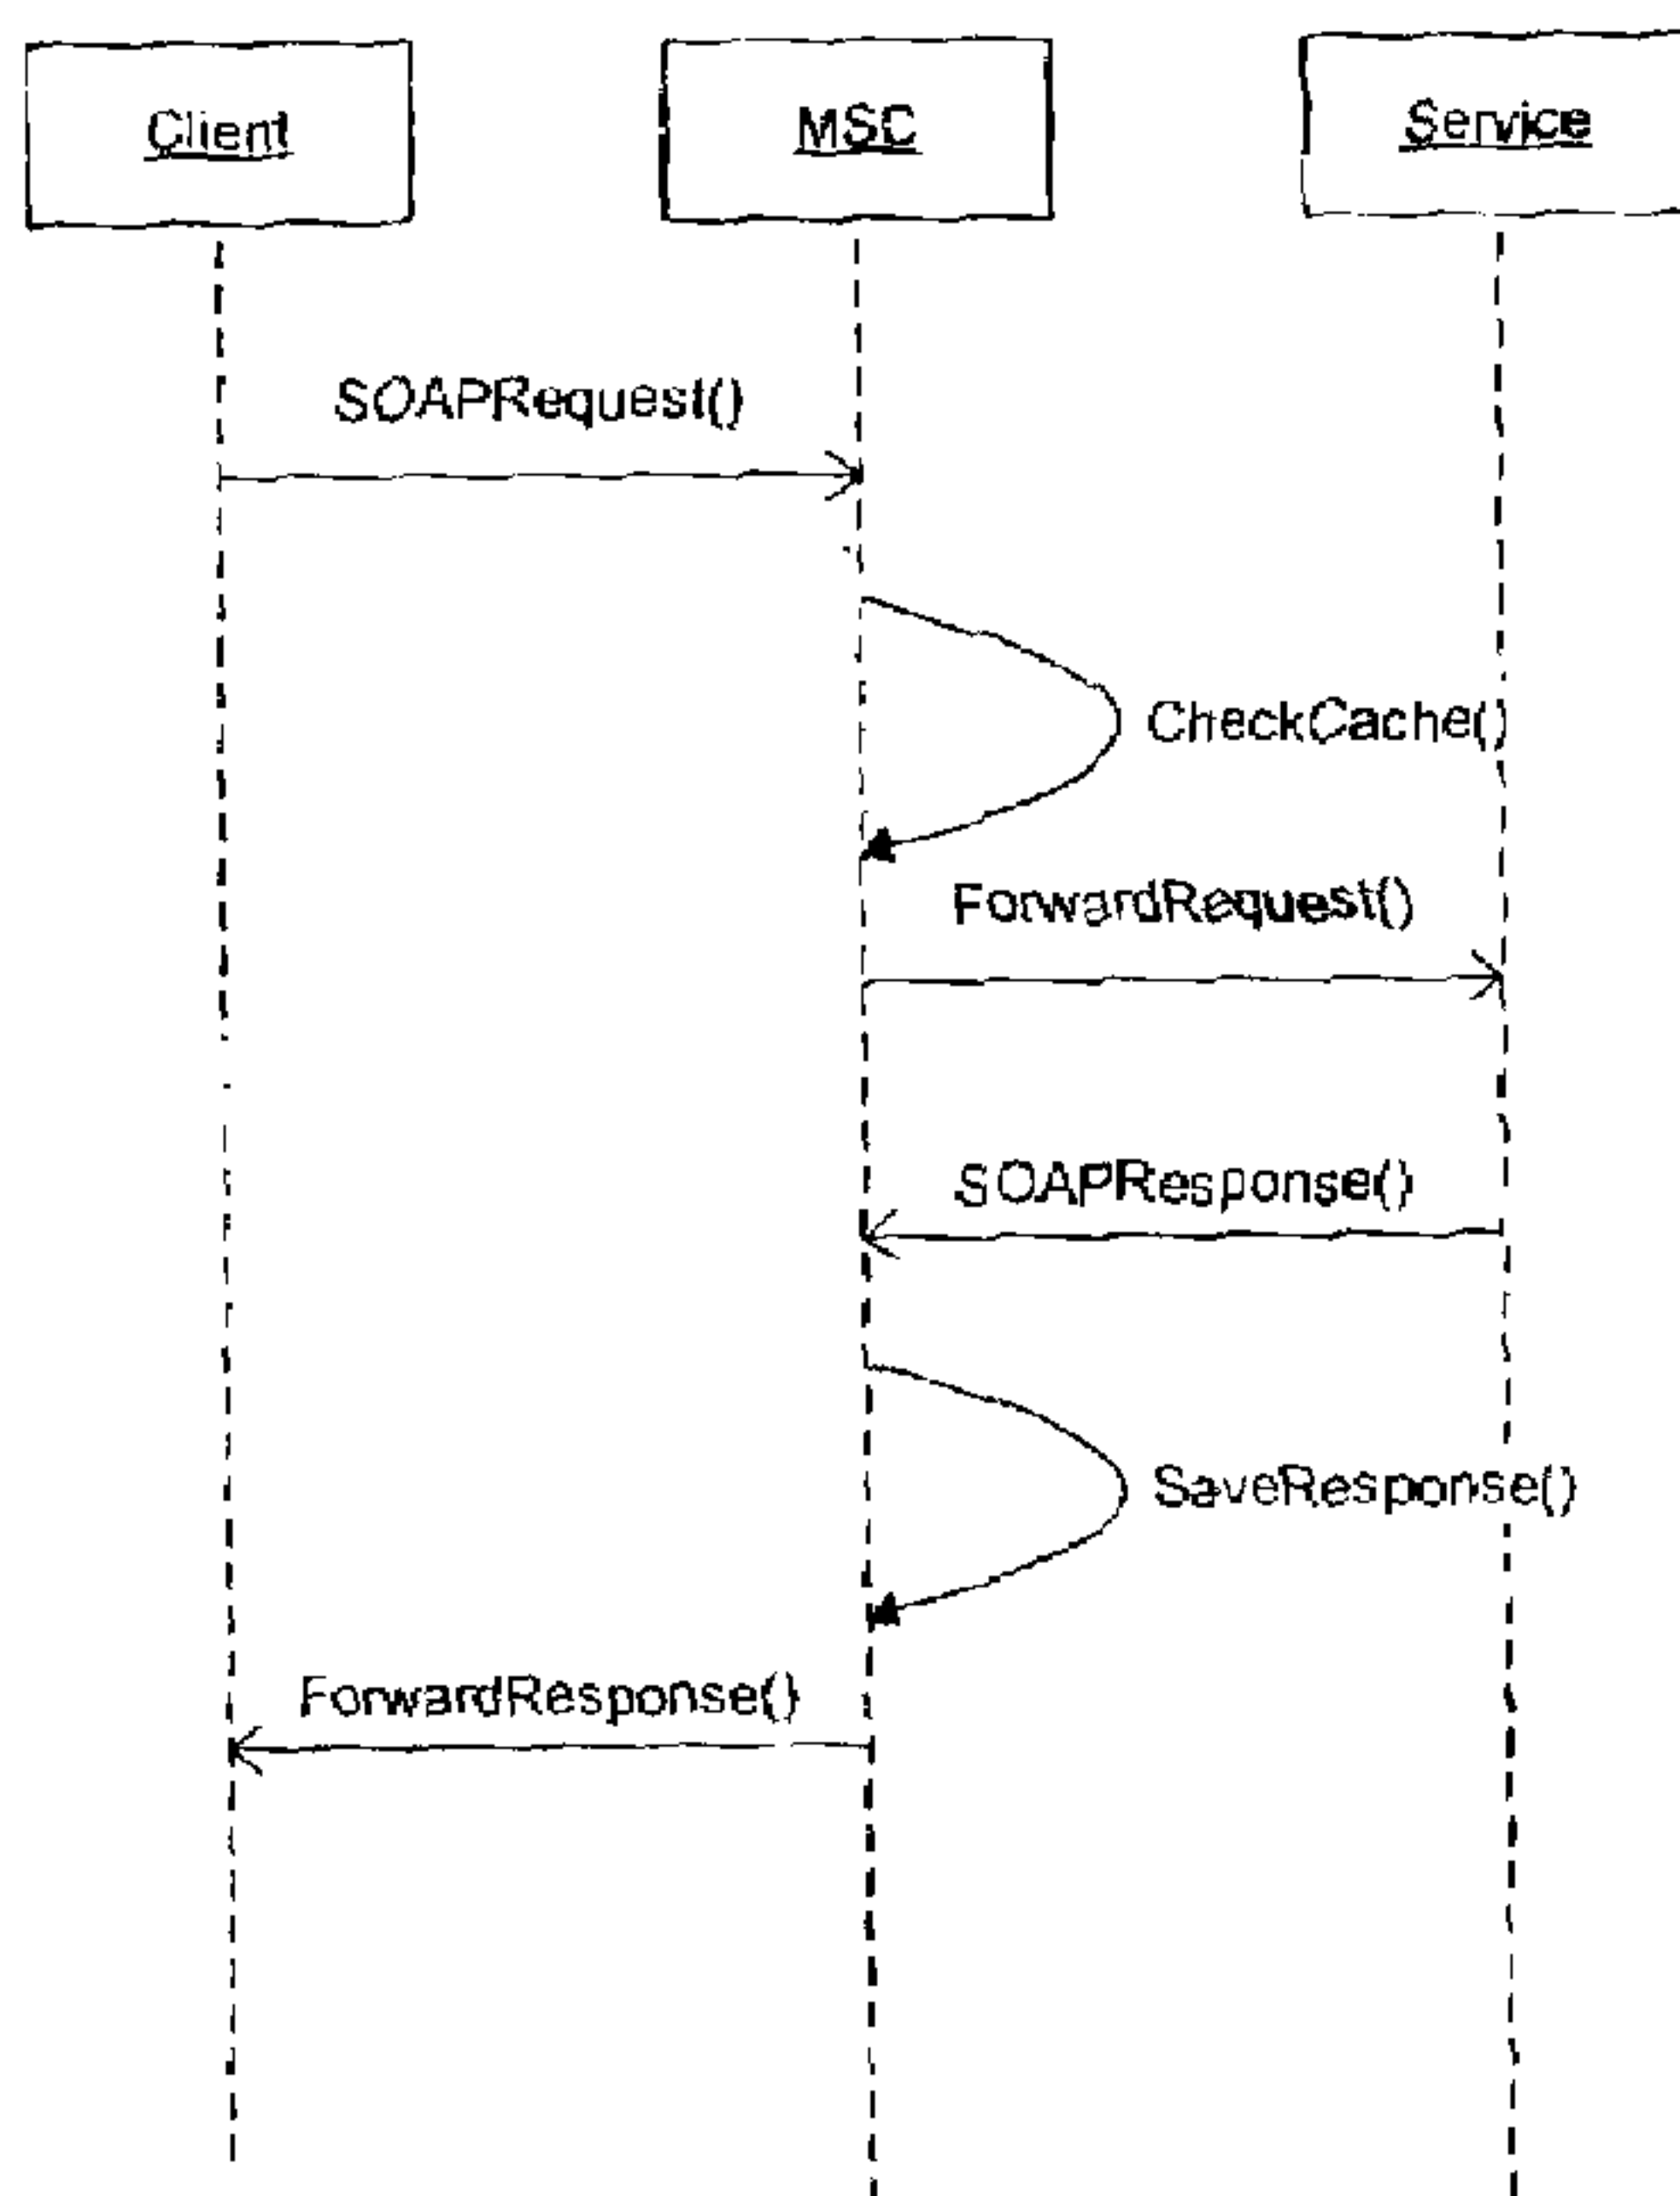 Client
MSC
Service
SOAPRequest()
CheckCache()
ForwardRequest()
SOAPResponse()
SaveResponse()
ForwardResponse()